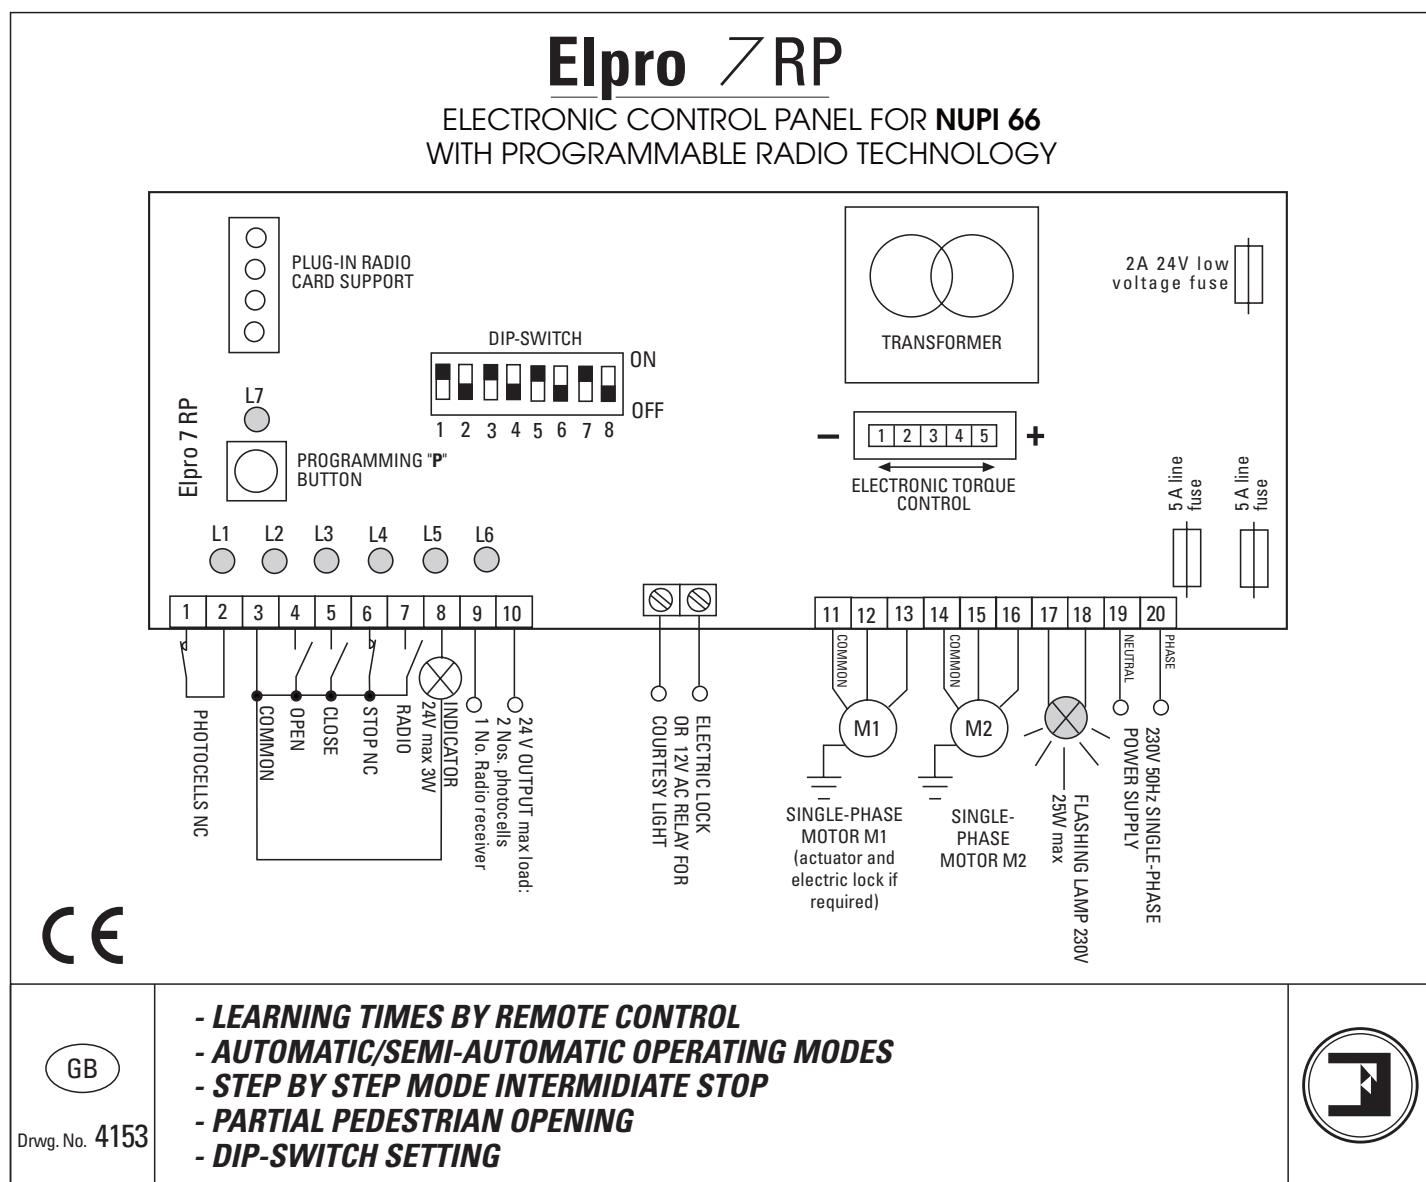 Elpro 7 RP
ELECTRONIC CONTROL PANEL FOR NUPI 66
WITH PROGRAMMABLE RADIO TECHNOLOGY
PLUG-IN RADIO
CARD SUPPORT
DIP-SWITCH
ON
OFF
1 2 3 4 5 6 7 8
TRANSFORMER
2A 24V low
voltage fuse
Elpro 7 RP
L7
PROGRAMMING "P"
BUTTON
− 1 2 3 4 5 +
ELECTRONIC TORQUE
CONTROL
5 A line
fuse
5 A line
fuse
L1 L2 L3 L4 L5 L6
1 2 3 4 5 6 7 8 9 10
11 12 13 14 15 16 17 18 19 20
PHOTOCELLS NC
COMMON
OPEN
CLOSE
STOP NC
RADIO
INDICATOR
24V max 3W
24 V OUTPUT max load:
2 Nos. photocells
1 No. Radio receiver
ELECTRIC LOCK
OR 12V AC RELAY FOR
COURTESY LIGHT
COMMON
M1
SINGLE-PHASE
MOTOR M1
(actuator and
electric lock if
required)
COMMON
M2
SINGLE-
PHASE
MOTOR M2
FLASHING LAMP 230V
25W max
NEUTRAL
PHASE
230V 50Hz SINGLE-PHASE
POWER SUPPLY
CE
GB
Drwg. No. 4153
- LEARNING TIMES BY REMOTE CONTROL
- AUTOMATIC/SEMI-AUTOMATIC OPERATING MODES
- STEP BY STEP MODE INTERMIDIATE STOP
- PARTIAL PEDESTRIAN OPENING
- DIP-SWITCH SETTING